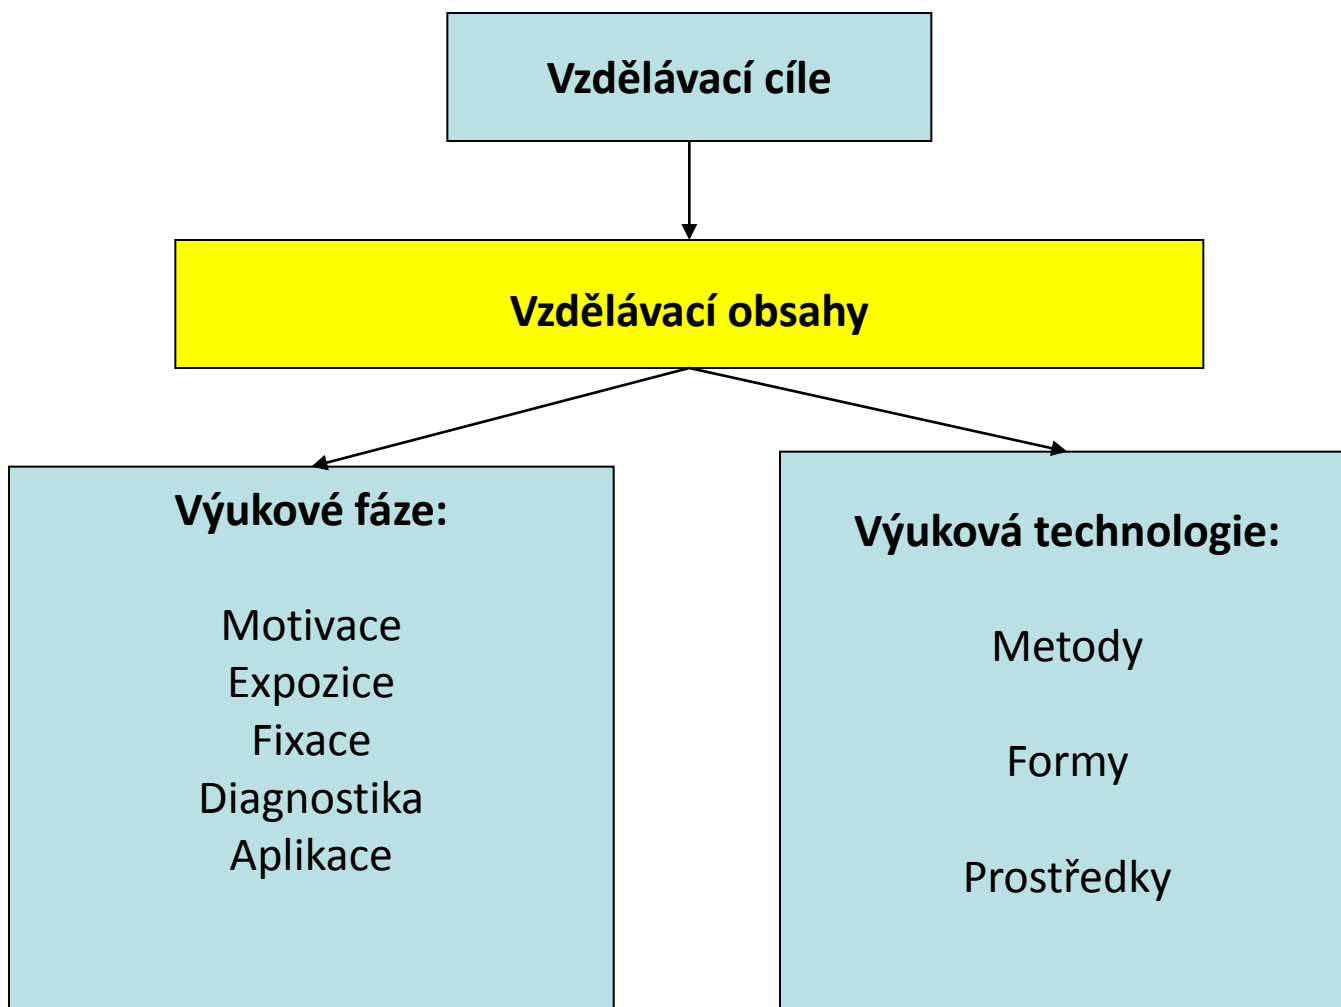 Vzdělávací cíle
Vzdělávací obsahy
Výukové fáze:
Motivace
Expozice
Fixace
Diagnostika
Aplikace
Výuková technologie:
Metody
Formy
Prostředky